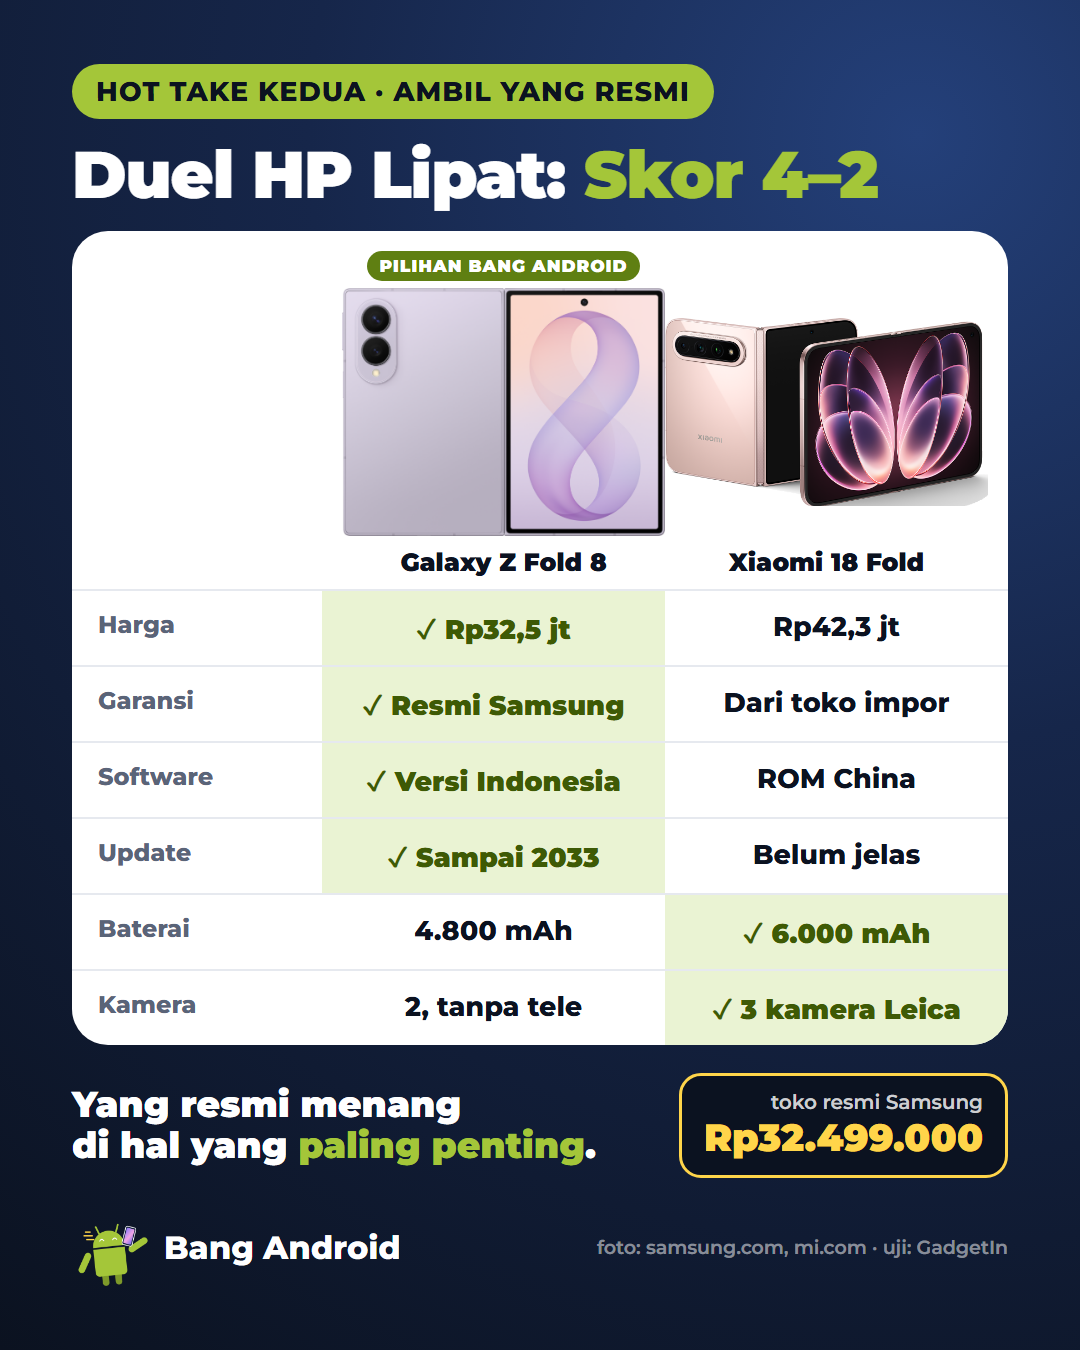 HOT TAKE KEDUA • AMBIL YANG RESMI
Duel HP Lipat: Skor 4–2
PILIHAN BANG ANDROID
xiaomi
Galaxy Z Fold 8
Xiaomi 18 Fold
Harga
✓ Rp32,5 jt
Rp42,3 jt
Garansi
✓ Resmi Samsung
Dari toko impor
Software
✓ Versi Indonesia
ROM China
Update
✓ Sampai 2033
Belum jelas
Baterai
4.800 mAh
✓ 6.000 mAh
Kamera
2, tanpa tele
✓ 3 kamera Leica
Yang resmi menang
di hal yang paling penting.
toko resmi Samsung
Rp32.499.000
Bang Android
foto: samsung.com, mi.com · uji: GadgetIn